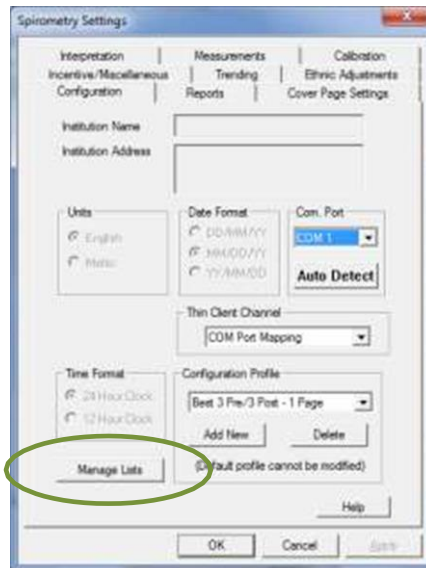 Spirometry Settings
Interpretation Measurements Calibration
Incentive/Miscellaneous Trending Ethnic Adjustments
Configuration Reports Cover Page Settings
Institution Name
Institution Address
Units Date Format Com. Port
English DD/MM/YY COM 1
Metric MM/DD/YY
YY/MM/DD Auto Detect
Thin Client Channel
COM Port Mapping
Time Format Configuration Profile
24 Hour Clock Best 3 Pre/3 Post - 1 Page
12 Hour Clock
Add New Delete
Manage Lists (Default profile cannot be modified)
Help
OK Cancel Apply